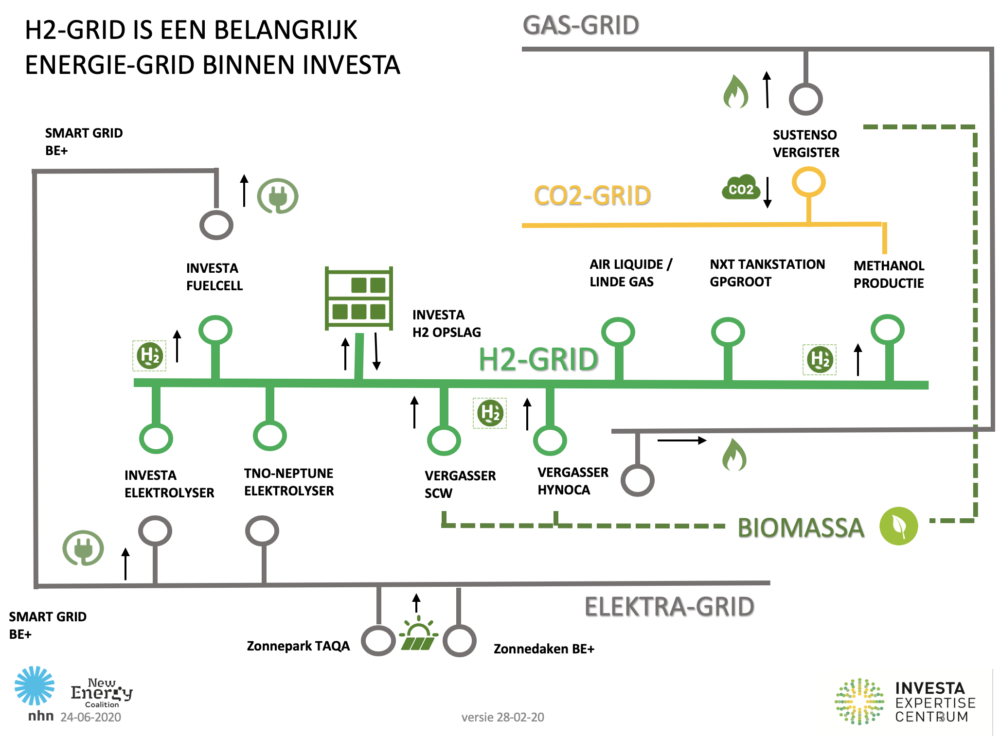 H2-GRID IS EEN BELANGRIJK
ENERGIE-GRID BINNEN INVESTA
GAS-GRID
SMART GRID
BE+
SUSTENSO
VERGISTER
CO2
CO2-GRID
INVESTA
FUELCELL
AIR LIQUIDE /
LINDE GAS
NXT TANKSTATION
GPGROOT
METHANOL
PRODUCTIE
INVESTA
H2 OPSLAG
H2
H2-GRID
H2
H2
INVESTA
ELEKTROLYSER
TNO-NEPTUNE
ELEKTROLYSER
VERGASSER
SCW
VERGASSER
HYNOCA
BIOMASSA
ELEKTRA-GRID
SMART GRID
BE+
Zonnepark TAQA
Zonnedaken BE+
nhn
New
Energy
Coalition
24-06-2020
versie 28-02-20
INVESTA
EXPERTISE
CENTRUM
3